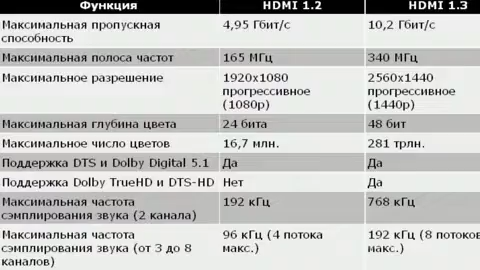 Функция HDMI 1.2 HDMI 1.3
Максимальная пропускная 4,95 Гбит/с 10,2 Гбит/с
способность
Максимальная полоса частот 165 МГц 340 МГц
Максимальное разрешение 1920x1080 2560x1440
прогрессивное прогрессивное
(1080p) (1440p)
Максимальная глубина цвета 24 бита 48 бит
Максимальное число цветов 16,7 млн. 281 трлн.
Поддержка DTS и Dolby Digital 5.1 Да Да
Поддержка Dolby TrueHD и DTS-HD Нет Да
Максимальная частота 192 кГц 768 кГц
сэмплирования звука (2 канала)
Максимальная частота 96 кГц (4 потока 192 кГц (8 потоков
сэмплирования звука (от 3 до 8 макс.) макс.)
каналов)